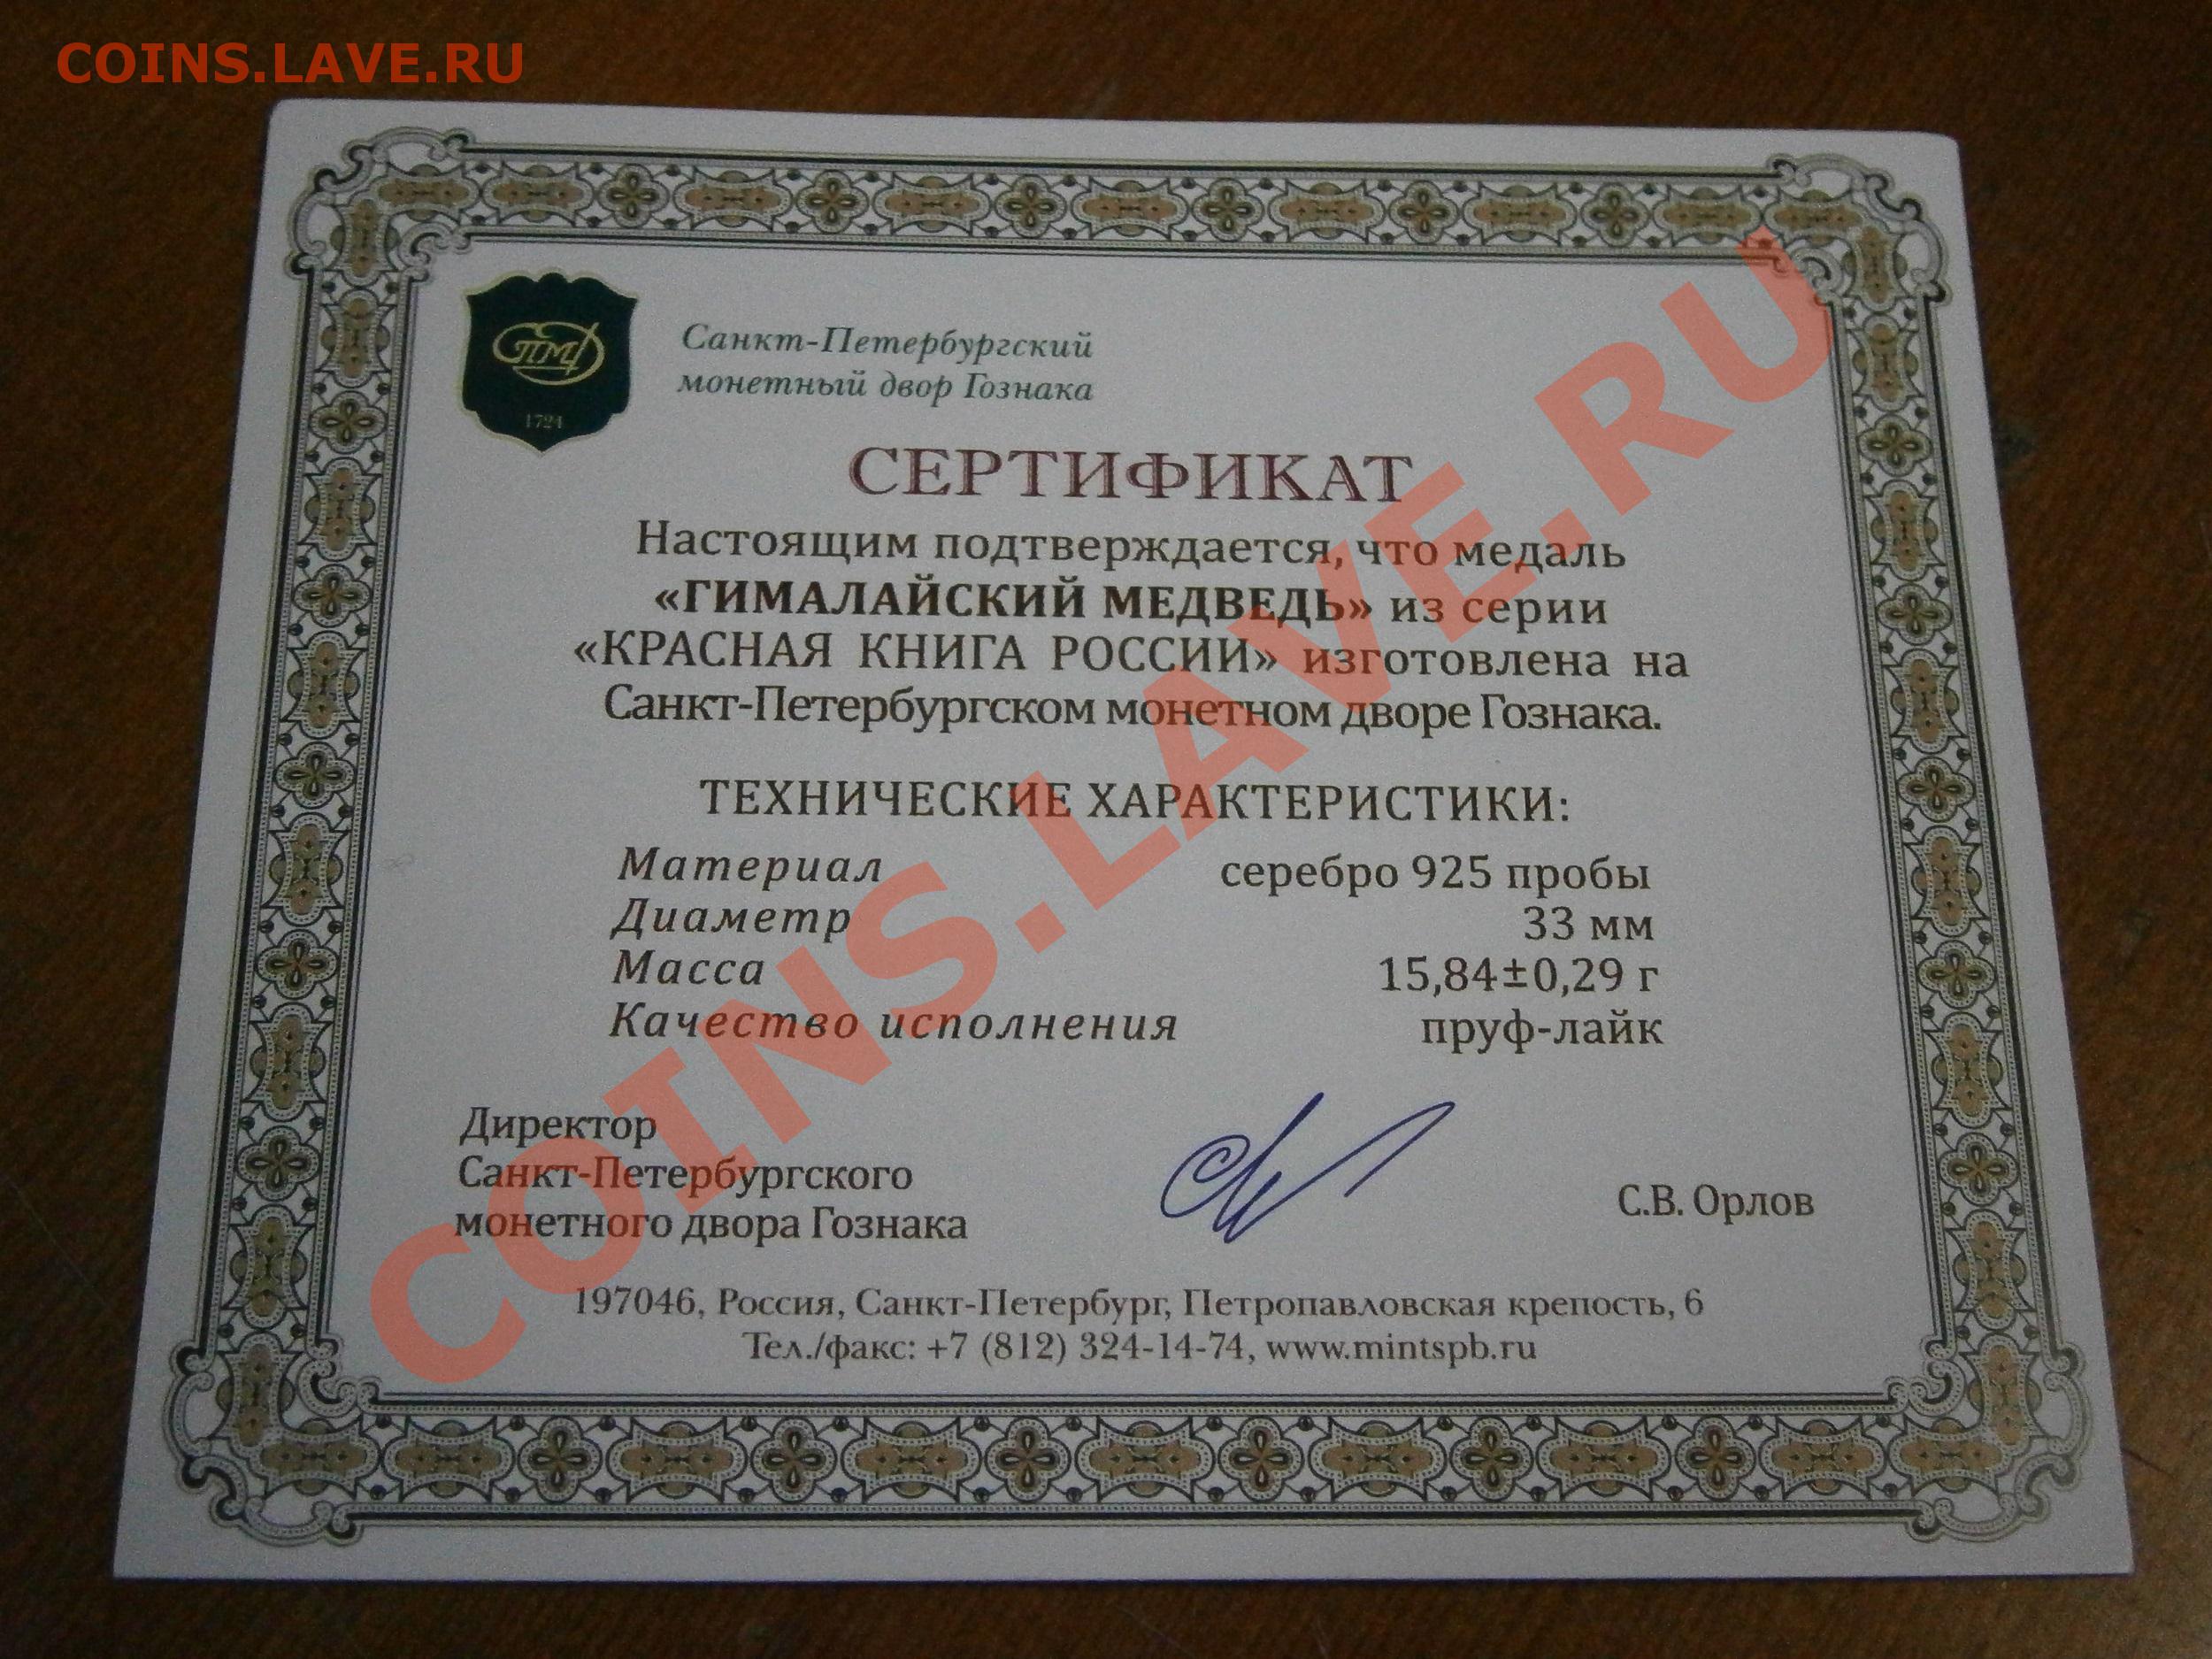 COINS.LAVE.RU
СПМД
1724
Санкт-Петербургский
монетный двор Гознака
СЕРТИФИКАТ
Настоящим подтверждается, что медаль
«ГИМАЛАЙСКИЙ МЕДВЕДЬ» из серии
«КРАСНАЯ КНИГА РОССИИ» изготовлена на
Санкт-Петербургском монетном дворе Гознака.
ТЕХНИЧЕСКИЕ ХАРАКТЕРИСТИКИ:
Материал серебро 925 пробы
Диаметр 33 мм
Масса 15,84±0,29 г
Качество исполнения пруф-лайк
Директор
Санкт-Петербургского
монетного двора Гознака
С.В. Орлов
197046, Россия, Санкт-Петербург, Петропавловская крепость, 6
Тел./факс: +7 (812) 324-14-74, www.mintspb.ru
COINS.LAVE.RU